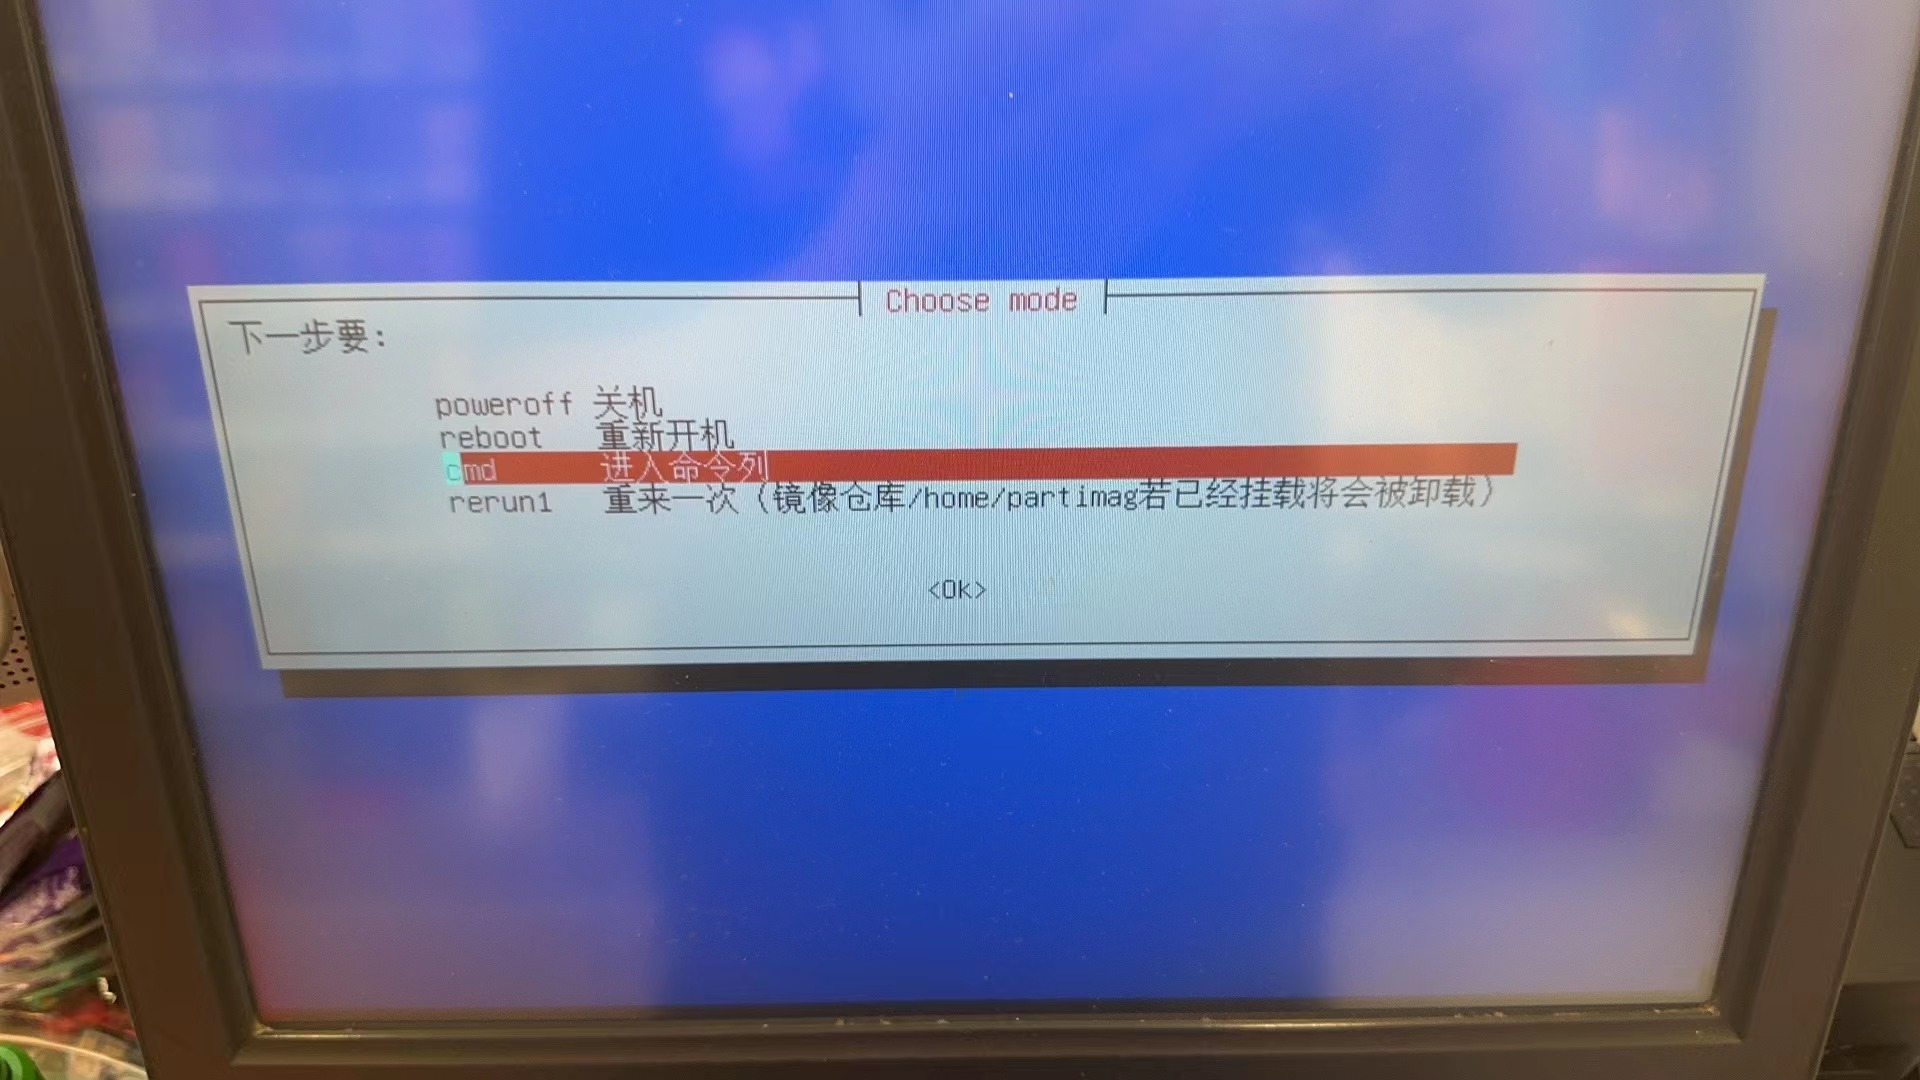 Choose mode
下一步要:
poweroff 关机
reboot 重新开机
cmd 进入命令列
rerun1 重来一次（镜像仓库/home/partimag若已经挂载将会被卸载）
<Ok>